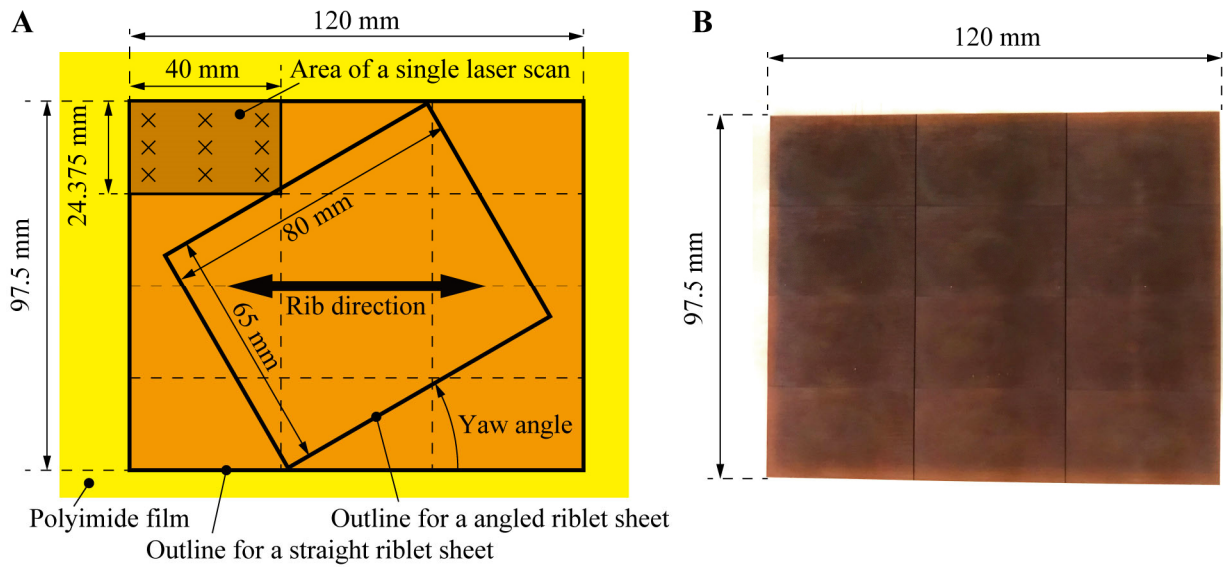 A
120 mm
40 mm
Area of a single laser scan
24.375 mm
97.5 mm
80 mm
65 mm
Rib direction
Yaw angle
Polyimide film
Outline for a angled riblet sheet
Outline for a straight riblet sheet
B
120 mm
97.5 mm